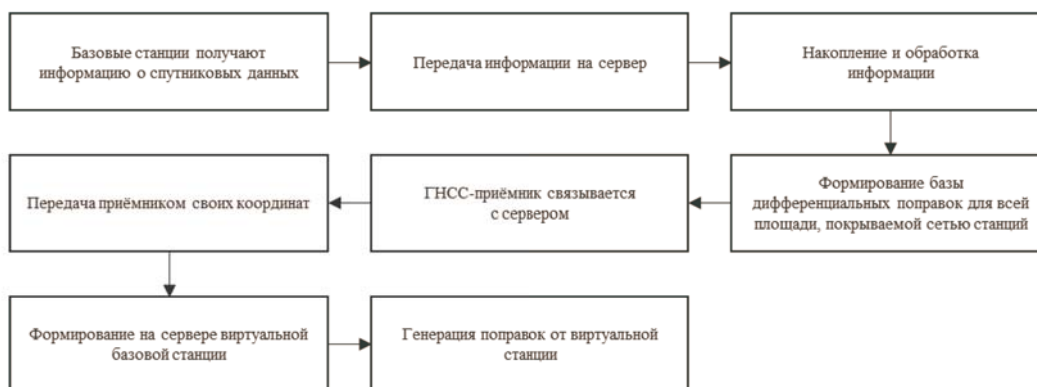 Базовые станции получают
информацию о спутниковых данных
Передача информации на сервер
Накопление и обработка
информации
Формирование базы
дифференциальных поправок для всей
площади, покрываемой сетью станций
ГНСС-приёмник связывается
с сервером
Передача приёмником своих координат
Формирование на сервере виртуальной
базовой станции
Генерация поправок от виртуальной
станции